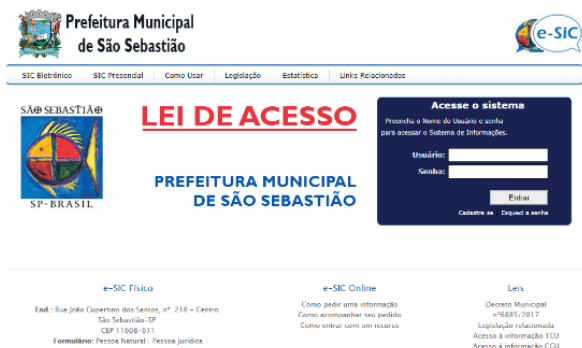 Prefeitura Municipal
de São Sebastião
e-SIC
SIC Eletrônico SIC Presencial Como Usar Legislação Estatística Links Relacionados
SÃO SEBASTIÃO
SP-BRASIL
LEI DE ACESSO
PREFEITURA MUNICIPAL
DE SÃO SEBASTIÃO
Acesse o sistema
Preencha o Nome do Usuário e senha
para acessar o Sistema de Informações.
Usuário:
Senha:
Entrar
Cadastre-se Esqueci a senha
e-SIC Físico
End.: Rua João Cupertino dos Santos, nº. 218 - Centro
São Sebastião-SP
CEP 11608-611
Formulário: Pessoa Natural | Pessoa Jurídica
e-SIC Online
Como pedir uma informação
Como acompanhar seu pedido
Como entrar com um recurso
Leis
Decreto Municipal
nº6885/2017
Legislação relacionada
Acesso à informação TCU
Acesso à informação CGU